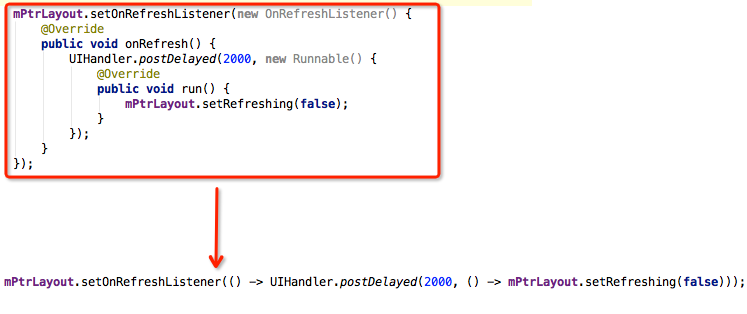 mPtrLayout.setOnRefreshListener(new OnRefreshListener() {
@Override
public void onRefresh() {
UIHandler.postDelayed(2000, new Runnable() {
@Override
public void run() {
mPtrLayout.setRefreshing(false);
}
});
}
});
mPtrLayout.setOnRefreshListener(() -> UIHandler.postDelayed(2000, () -> mPtrLayout.setRefreshing(false)));